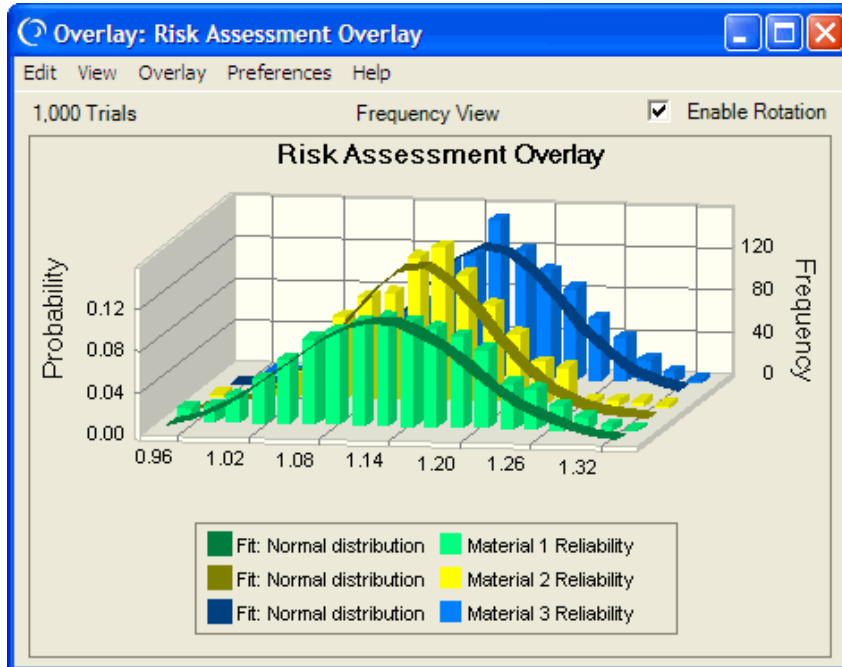 Overlay: Risk Assessment Overlay
Edit View Overlay Preferences Help
1,000 Trials Frequency View Enable Rotation
Risk Assessment Overlay
Probability
0.12
0.08
0.04
0.00
0.96 1.02 1.08 1.14 1.20 1.26 1.32
120
80
40
0
Frequency
Fit: Normal distribution Material 1 Reliability
Fit: Normal distribution Material 2 Reliability
Fit: Normal distribution Material 3 Reliability